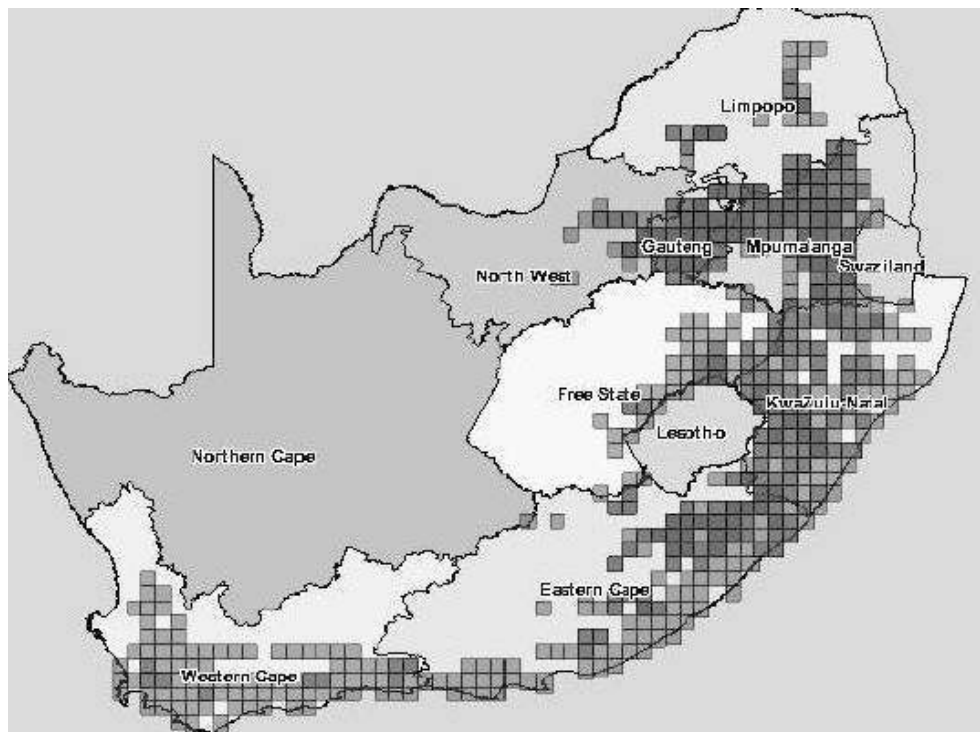 Limpopo
Gauteng
Mpumalanga
Swaziland
North West
Free State
KwaZulu-Natal
Lesotho
Northern Cape
Eastern Cape
Western Cape